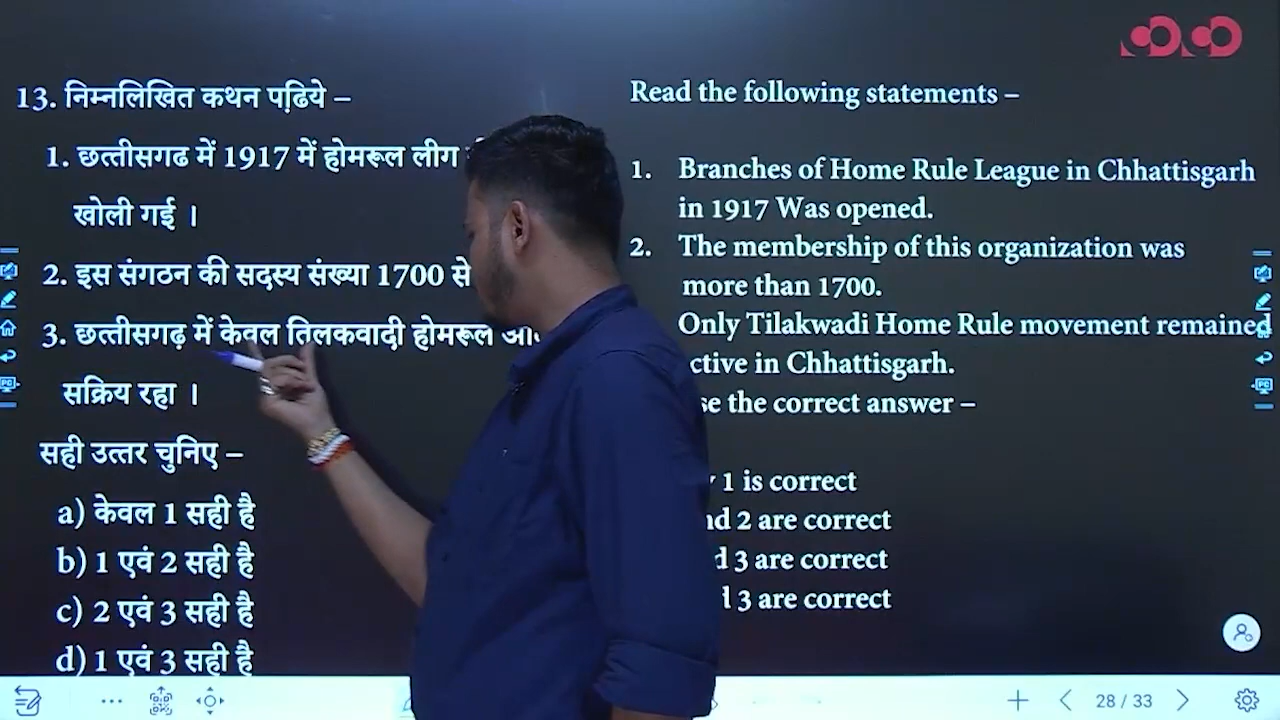 13. निम्नलिखित कथन पढिये –
1. छत्तीसगढ में 1917 में होमरूल लीग
खोली गई ।
2. इस संगठन की सदस्य संख्या 1700 से
3. छत्तीसगढ़ में केवल तिलकवादी होमरूल
सक्रिय रहा ।
सही उत्तर चुनिए –
a) केवल 1 सही है
b) 1 एवं 2 सही है
c) 2 एवं 3 सही है
d) 1 एवं 3 सही है
Read the following statements –
1. Branches of Home Rule League in Chhattisgarh
in 1917 Was opened.
2. The membership of this organization was
more than 1700.
Only Tilakwadi Home Rule movement remained
ctive in Chhattisgarh.
se the correct answer –
1 is correct
nd 2 are correct
d 3 are correct
3 are correct
28 / 33